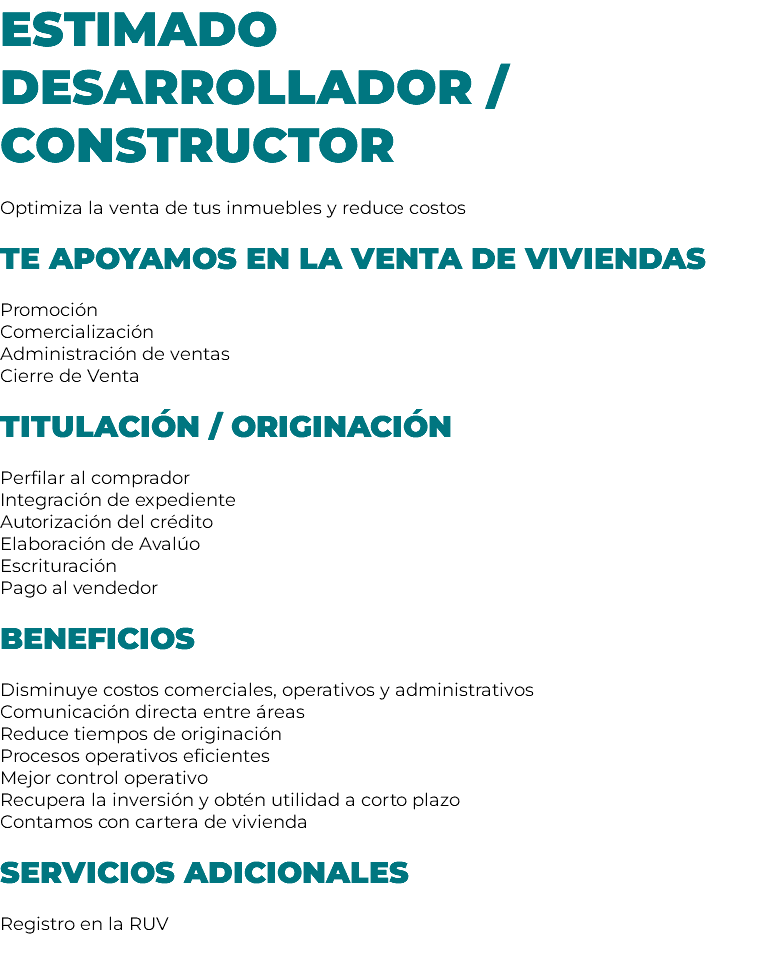 ESTIMADO
DESARROLLADOR /
CONSTRUCTOR
Optimiza la venta de tus inmuebles y reduce costos
TE APOYAMOS EN LA VENTA DE VIVIENDAS
Promoción
Comercialización
Administración de ventas
Cierre de Venta
TITULACIÓN / ORIGINACIÓN
Perfilar al comprador
Integración de expediente
Autorización del crédito
Elaboración de Avalúo
Escrituración
Pago al vendedor
BENEFICIOS
Disminuye costos comerciales, operativos y administrativos
Comunicación directa entre áreas
Reduce tiempos de originación
Procesos operativos eficientes
Mejor control operativo
Recupera la inversión y obtén utilidad a corto plazo
Contamos con cartera de vivienda
SERVICIOS ADICIONALES
Registro en la RUV